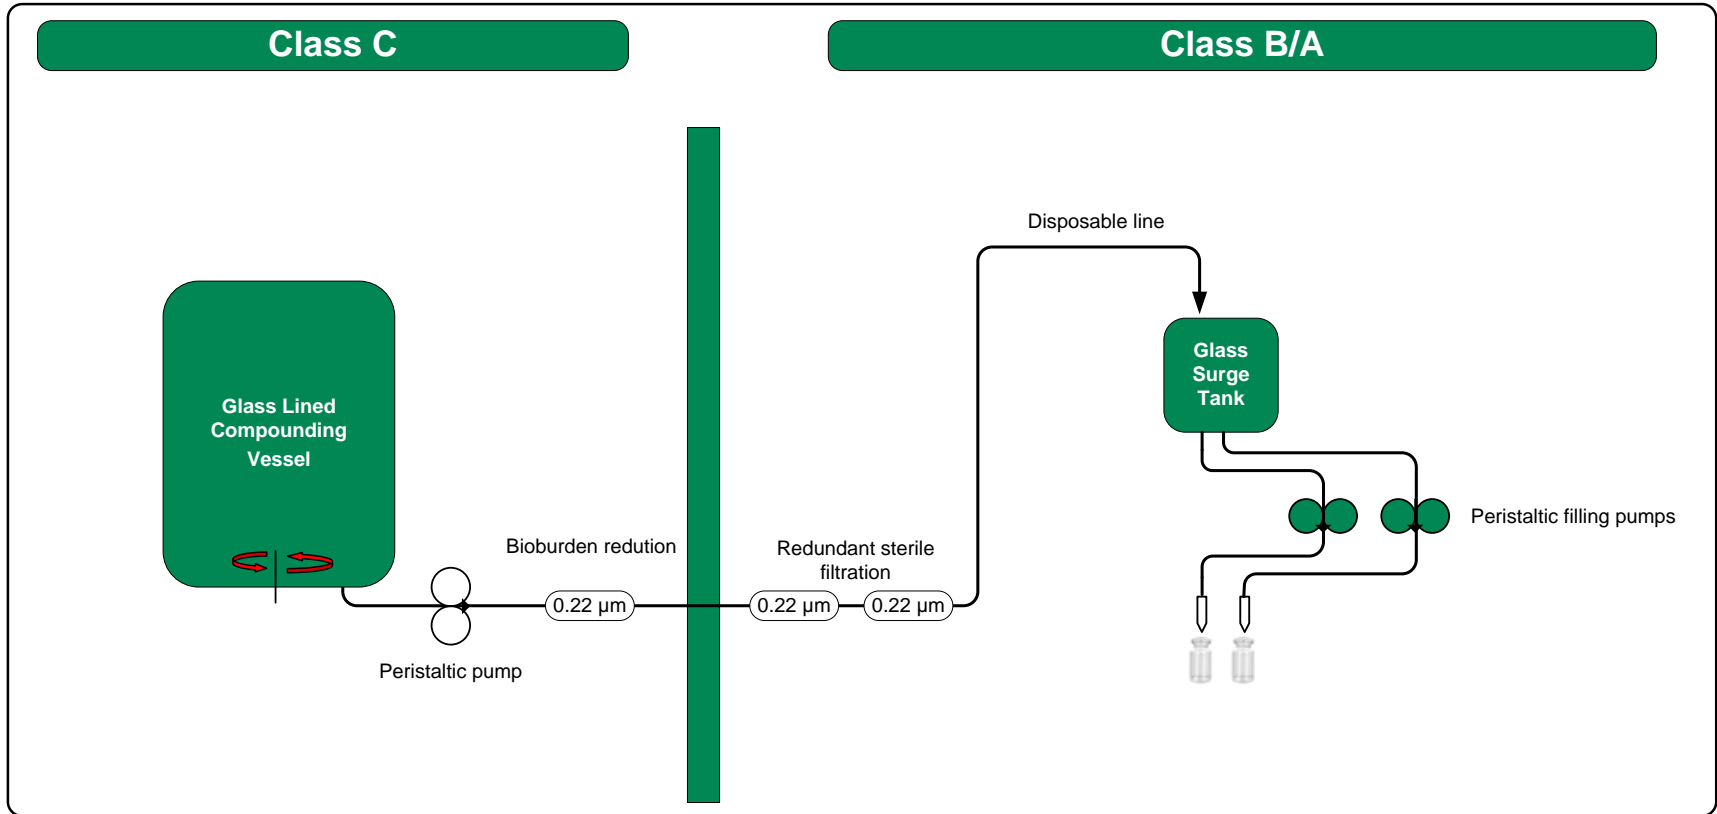 Class C
Class B/A
Disposable line
Glass
Surge
Tank
Glass Lined
Compounding
Vessel
Peristaltic filling pumps
Bioburden redution
Redundant sterile
filtration
0.22 µm
0.22 µm
0.22 µm
Peristaltic pump